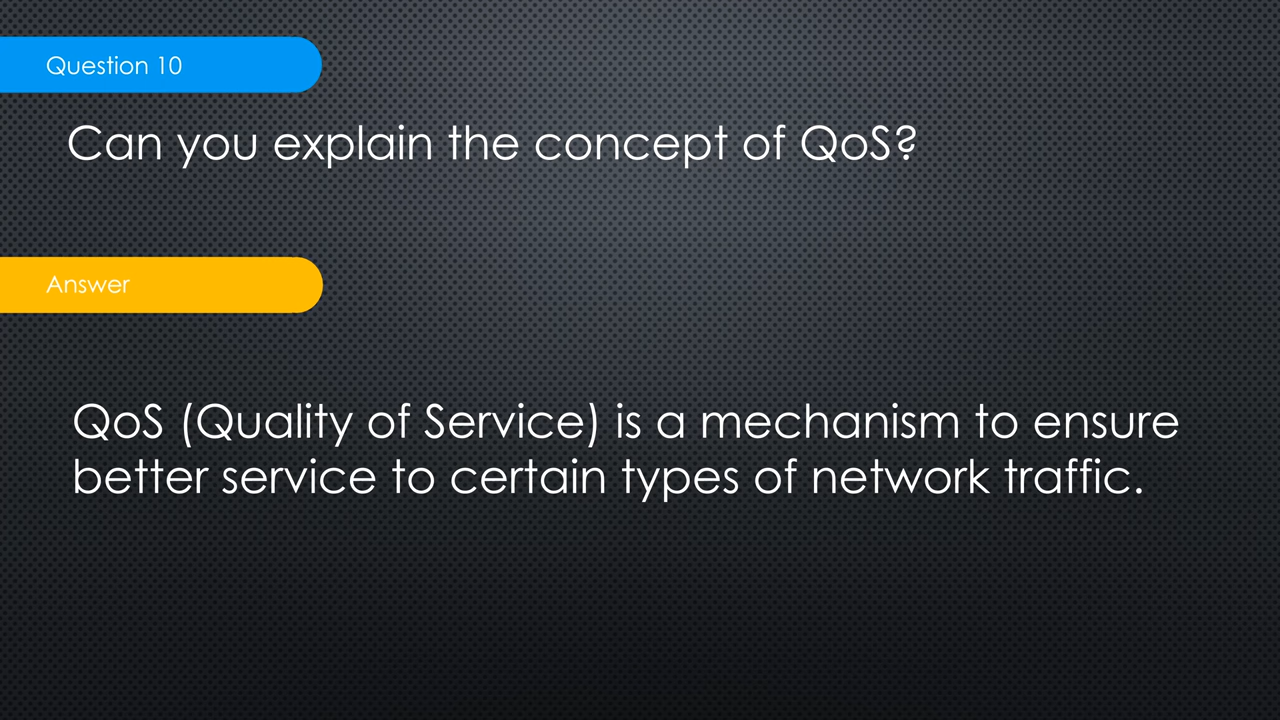 Question 10
Can you explain the concept of QoS?
Answer
QoS (Quality of Service) is a mechanism to ensure
better service to certain types of network traffic.